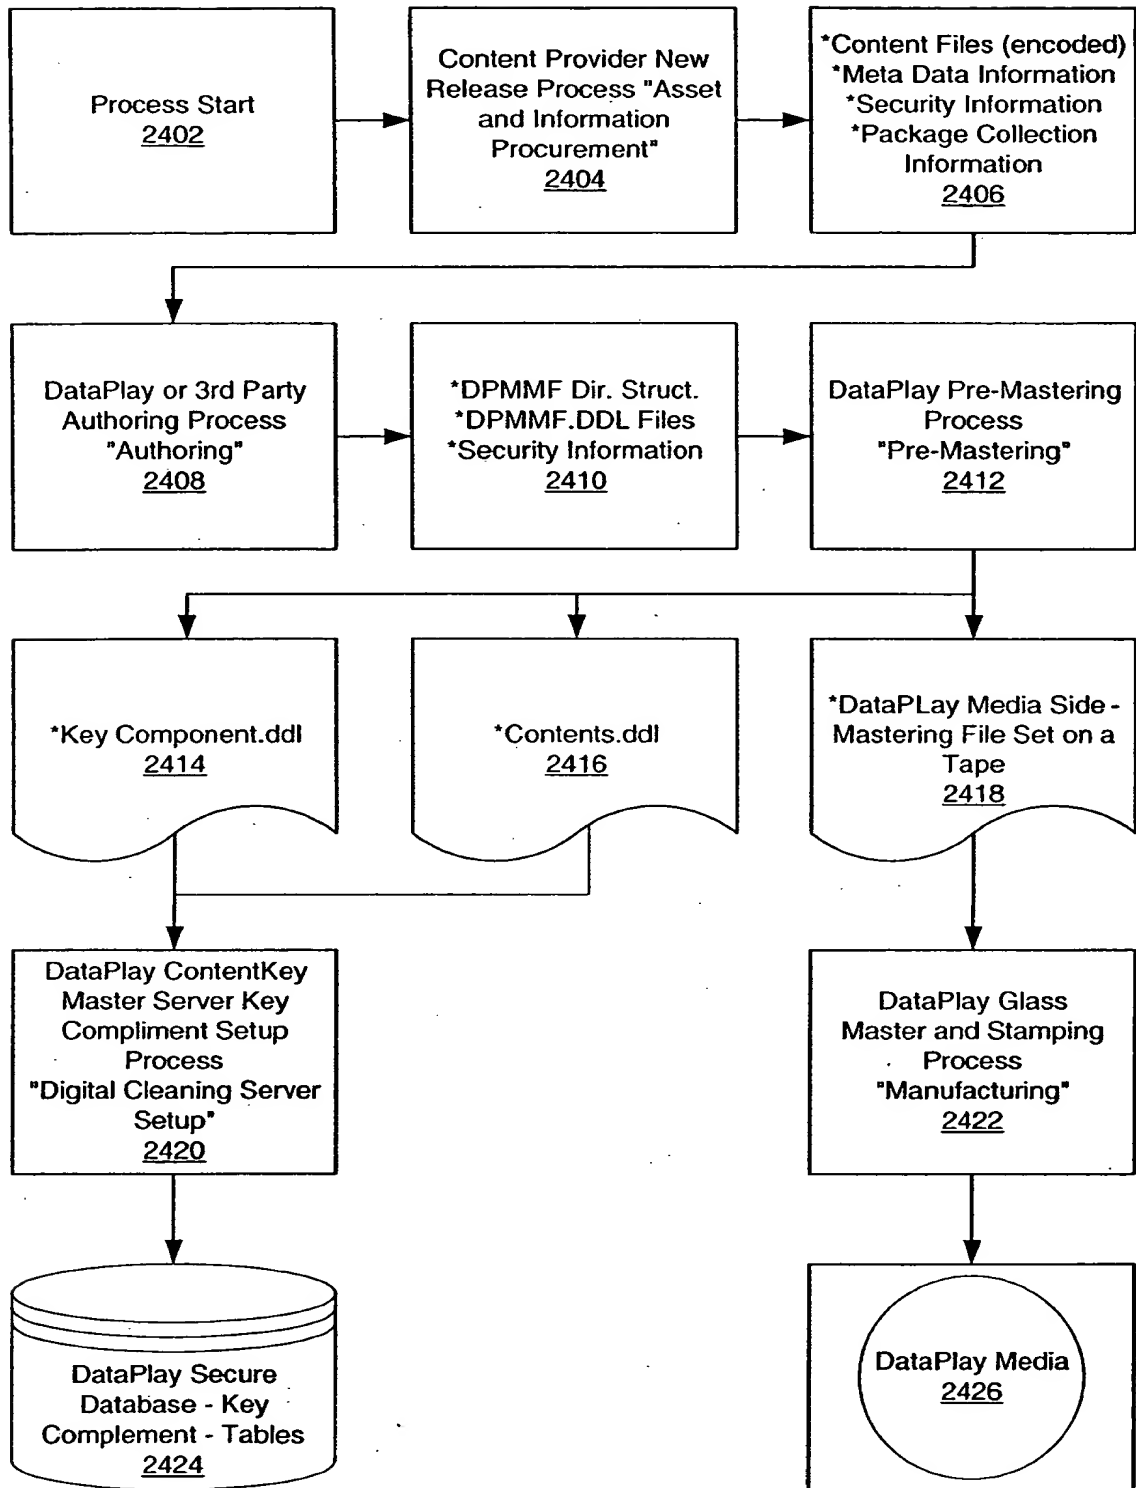 Process Start
2402
Content Provider New
Release Process "Asset
and Information
Procurement"
2404
*Content Files (encoded)
*Meta Data Information
*Security Information
*Package Collection
Information
2406
DataPlay or 3rd Party
Authoring Process
"Authoring"
2408
*DPMMF Dir. Struct.
*DPMMF.DDL Files
*Security Information
2410
DataPlay Pre-Mastering
Process
"Pre-Mastering"
2412
*Key Component.ddl
2414
*Contents.ddl
2416
*DataPLay Media Side -
Mastering File Set on a
Tape
2418
DataPlay ContentKey
Master Server Key
Compliment Setup
Process
"Digital Cleaning Server
Setup"
2420
DataPlay Glass
Master and Stamping
Process
"Manufacturing"
2422
DataPlay Secure
Database - Key
Complement - Tables
2424
DataPlay Media
2426